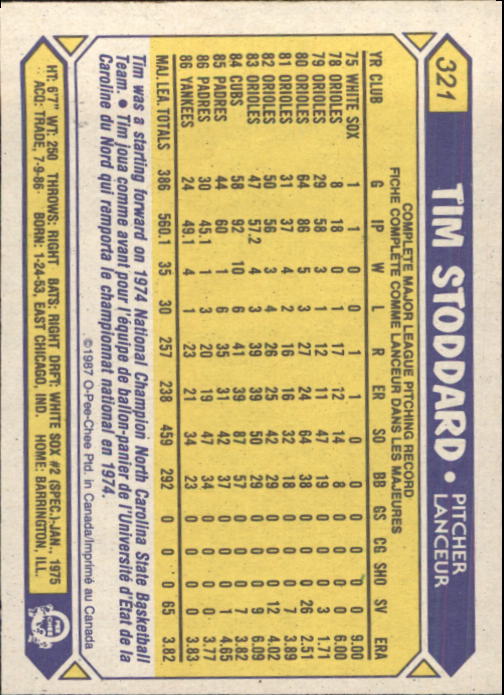 321
TIM STODDARD • PITCHER
LANCEUR
COMPLETE MAJOR LEAGUE PITCHING RECORD
FICHE COMPLÈTE COMME LANCEUR DANS LES MAJEURES
YR CLUB G IP W L R ER SO BB GS CG SHO SV ERA
75 WHITE SOX 1 1 0 0 1 1 0 0 0 0 0 0 9.00
78 ORIOLES 8 18 0 1 17 12 14 8 0 0 0 0 6.00
79 ORIOLES 29 58 3 1 12 11 47 19 0 0 0 3 1.71
80 ORIOLES 64 86 5 3 27 24 64 38 0 0 0 26 2.51
81 ORIOLES 31 37 4 2 16 16 32 18 0 0 0 7 3.89
82 ORIOLES 50 56 3 4 26 25 42 29 0 0 0 12 4.02
83 ORIOLES 47 57.2 4 3 39 39 50 29 0 0 0 9 6.09
84 CUBS 58 92 10 6 41 39 87 57 0 0 0 7 3.82
85 PADRES 44 60 1 6 35 31 42 37 0 0 0 1 4.65
86 PADRES 30 45.1 1 3 20 19 47 34 0 0 0 0 3.77
86 YANKEES 24 49.1 4 1 23 21 34 23 0 0 0 0 3.83
MAJ. LEA. TOTALS 386 560.1 35 30 257 238 459 292 0 0 0 65 3.82
Tim was a starting forward on 1974 National Champion North Carolina State Basketball
Team. • Tim joua comme avant pour l'équipe de ballon-panier de l'Université d'État de la
Caroline du Nord qui remporta le championnat national en 1974.
©1987 O-Pee-Chee Ptd. in Canada/Imprimé au Canada
HT: 6'7" WT: 250 THROWS: RIGHT BATS: RIGHT DRFT: WHITE SOX #2 (SPEC.)-JAN., 1975
ACQ: TRADE, 7-9-86 BORN: 1-24-53, EAST CHICAGO, IND. HOME: BARRINGTON, ILL.
O
PEE
CHEE